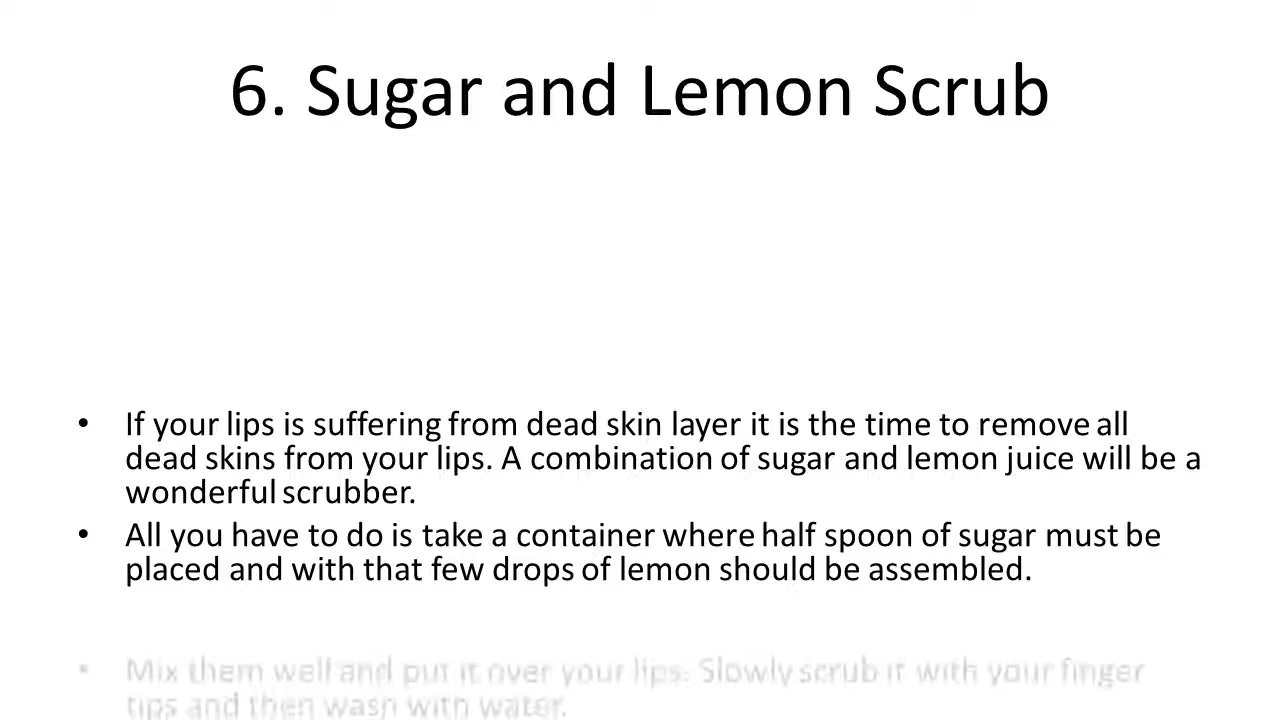 6. Sugar and Lemon Scrub
• If your lips is suffering from dead skin layer it is the time to remove all
dead skins from your lips. A combination of sugar and lemon juice will be a
wonderful scrubber.
• All you have to do is take a container where half spoon of sugar must be
placed and with that few drops of lemon should be assembled.
• Mix them well and put it over your lips. Slowly scrub it with your finger
tips and then wash with water.